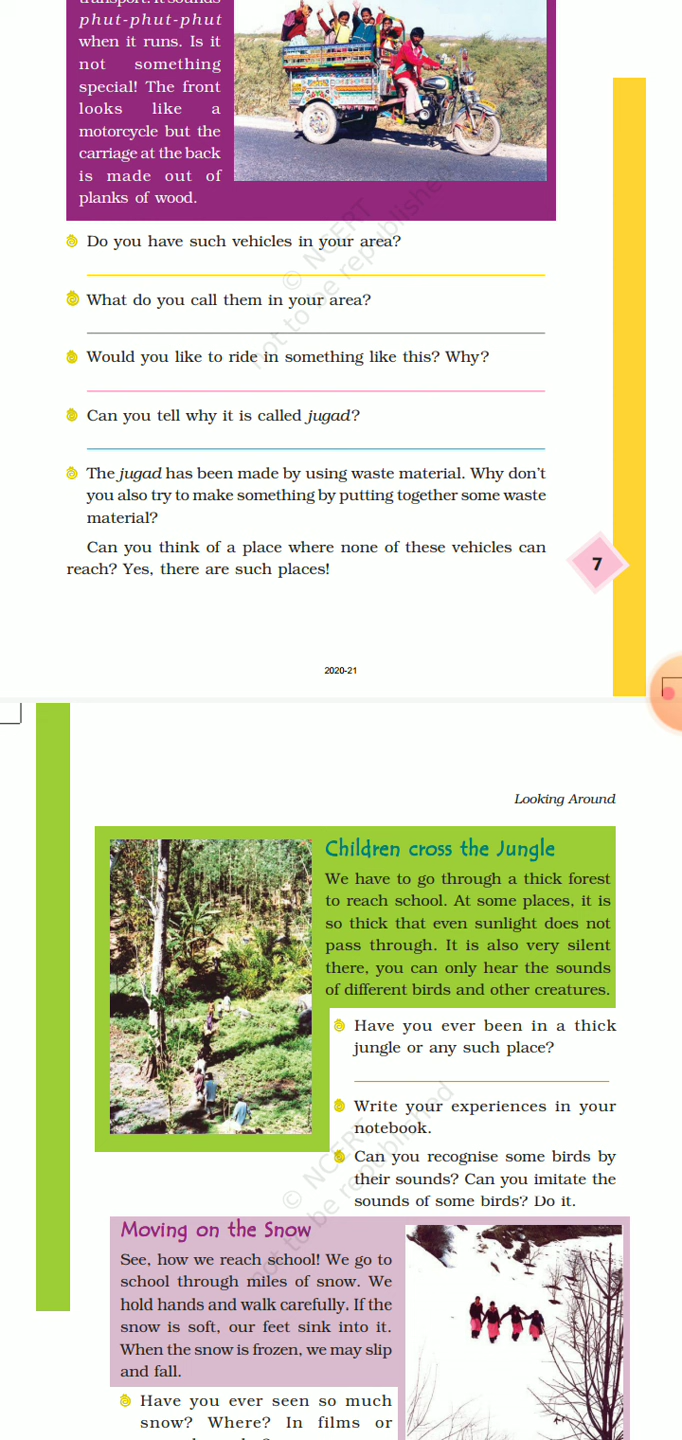 phut-phut-phut
when it runs. Is it
not something
special! The front
looks like a
motorcycle but the
carriage at the back
is made out of
planks of wood.
Do you have such vehicles in your area?
What do you call them in your area?
Would you like to ride in something like this? Why?
Can you tell why it is called jugad?
The jugad has been made by using waste material. Why don't
you also try to make something by putting together some waste
material?
Can you think of a place where none of these vehicles can
reach? Yes, there are such places!
7
© NCERT
not to be republished
2020-21
Looking Around
Children cross the Jungle
We have to go through a thick forest
to reach school. At some places, it is
so thick that even sunlight does not
pass through. It is also very silent
there, you can only hear the sounds
of different birds and other creatures.
Have you ever been in a thick
jungle or any such place?
Write your experiences in your
notebook.
Can you recognise some birds by
their sounds? Can you imitate the
sounds of some birds? Do it.
© NCERT
not to be republished
Moving on the Snow
See, how we reach school! We go to
school through miles of snow. We
hold hands and walk carefully. If the
snow is soft, our feet sink into it.
When the snow is frozen, we may slip
and fall.
Have you ever seen so much
snow? Where? In films or